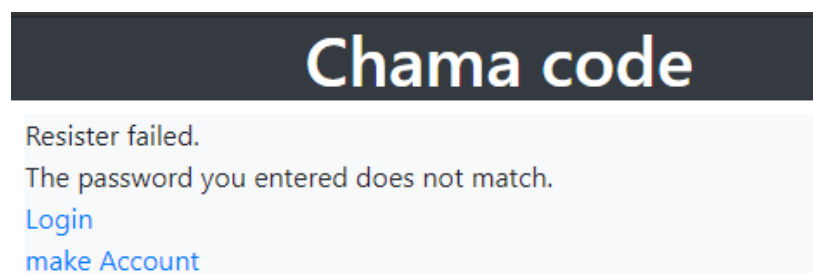 Chama code
Resister failed.
The password you entered does not match.
Login
make Account